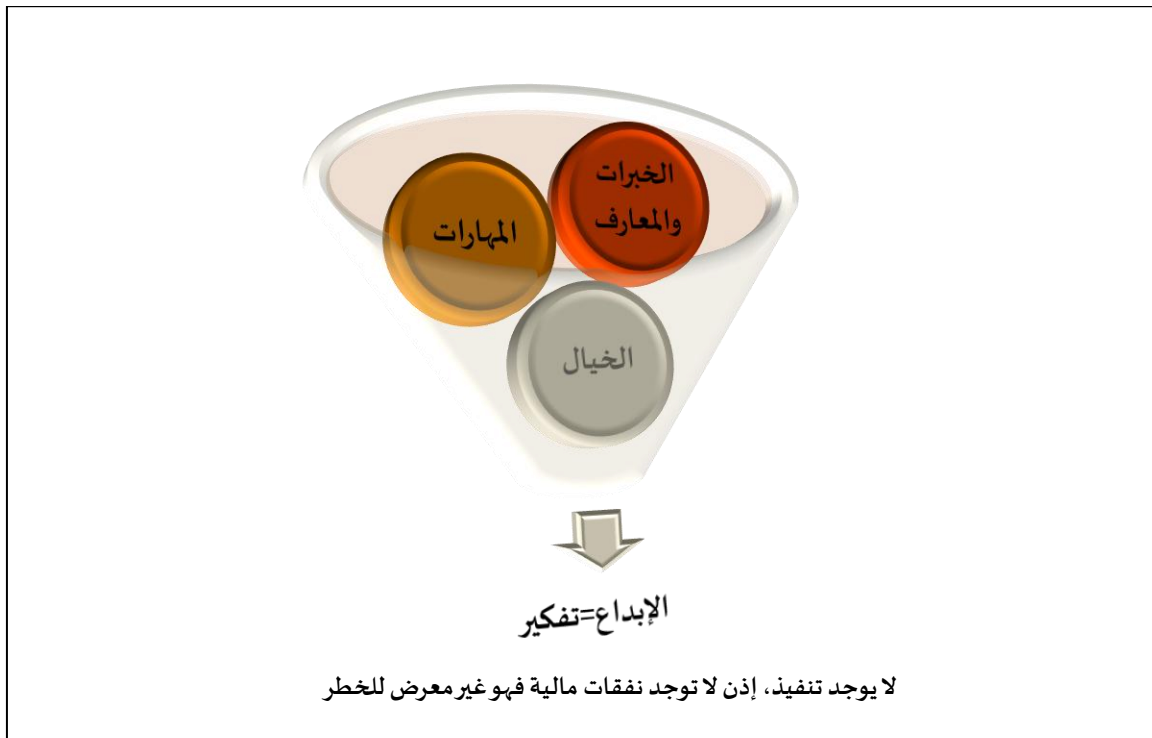 الخبرات
والمعارف
المهارات
الخيال
الإبداع=تفكير
لا يوجد تنفيذ، إذن لا توجد نفقات مالية فهو غير معرض للخطر